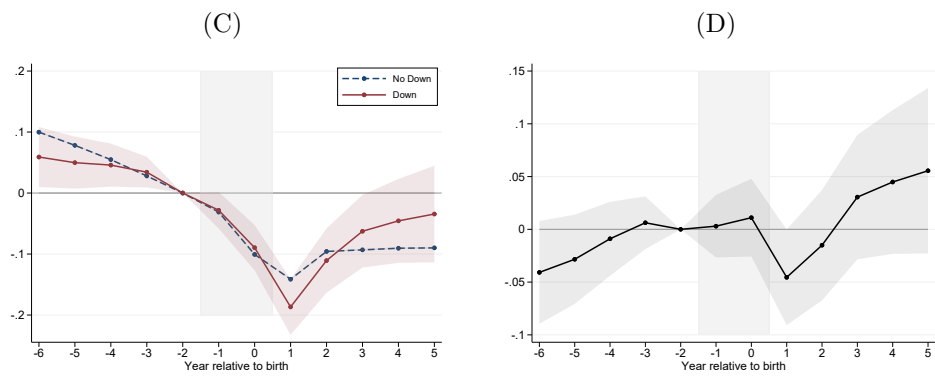 (C)
.2
.1
0
-.1
-.2
No Down
Down
-6 -5 -4 -3 -2 -1 0 1 2 3 4 5
Year relative to birth
(D)
.15
.1
.05
0
-.05
-.1
-6 -5 -4 -3 -2 -1 0 1 2 3 4 5
Year relative to birth